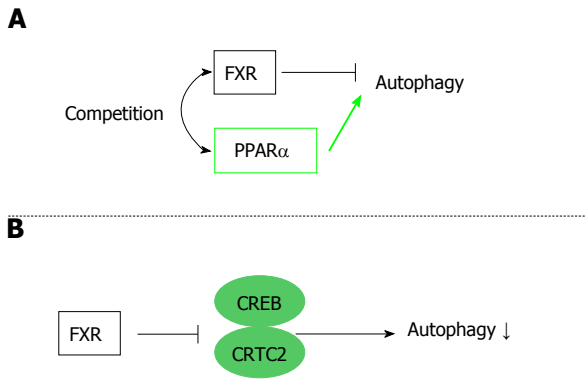 A
FXR
Autophagy
Competition
PPARα
B
CREB
FXR
Autophagy ↓
CRTC2